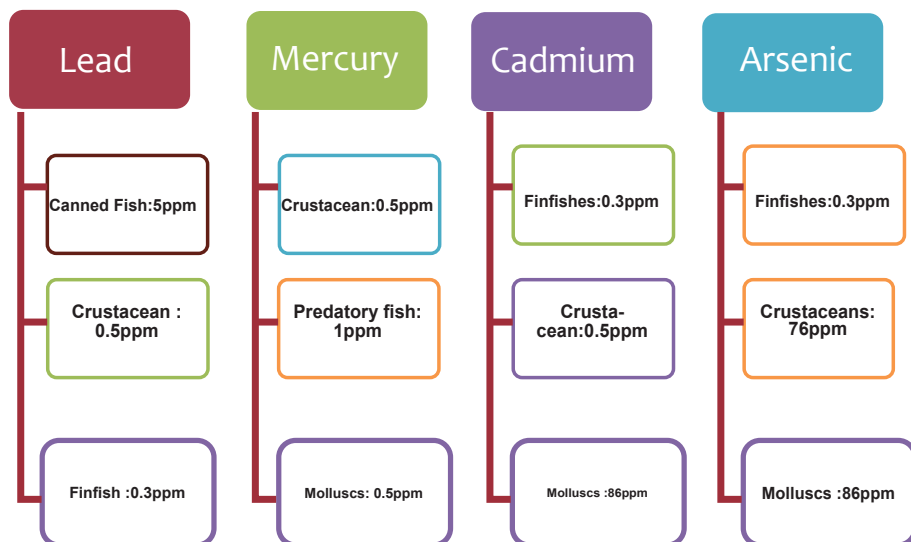 Lead
Canned Fish:5ppm
Crustacean :
0.5ppm
Finfish :0.3ppm
Mercury
Crustacean:0.5ppm
Predatory fish:
1ppm
Molluscs: 0.5ppm
Cadmium
Finfishes:0.3ppm
Crusta-
cean:0.5ppm
Molluscs :86ppm
Arsenic
Finfishes:0.3ppm
Crustaceans:
76ppm
Molluscs :86ppm